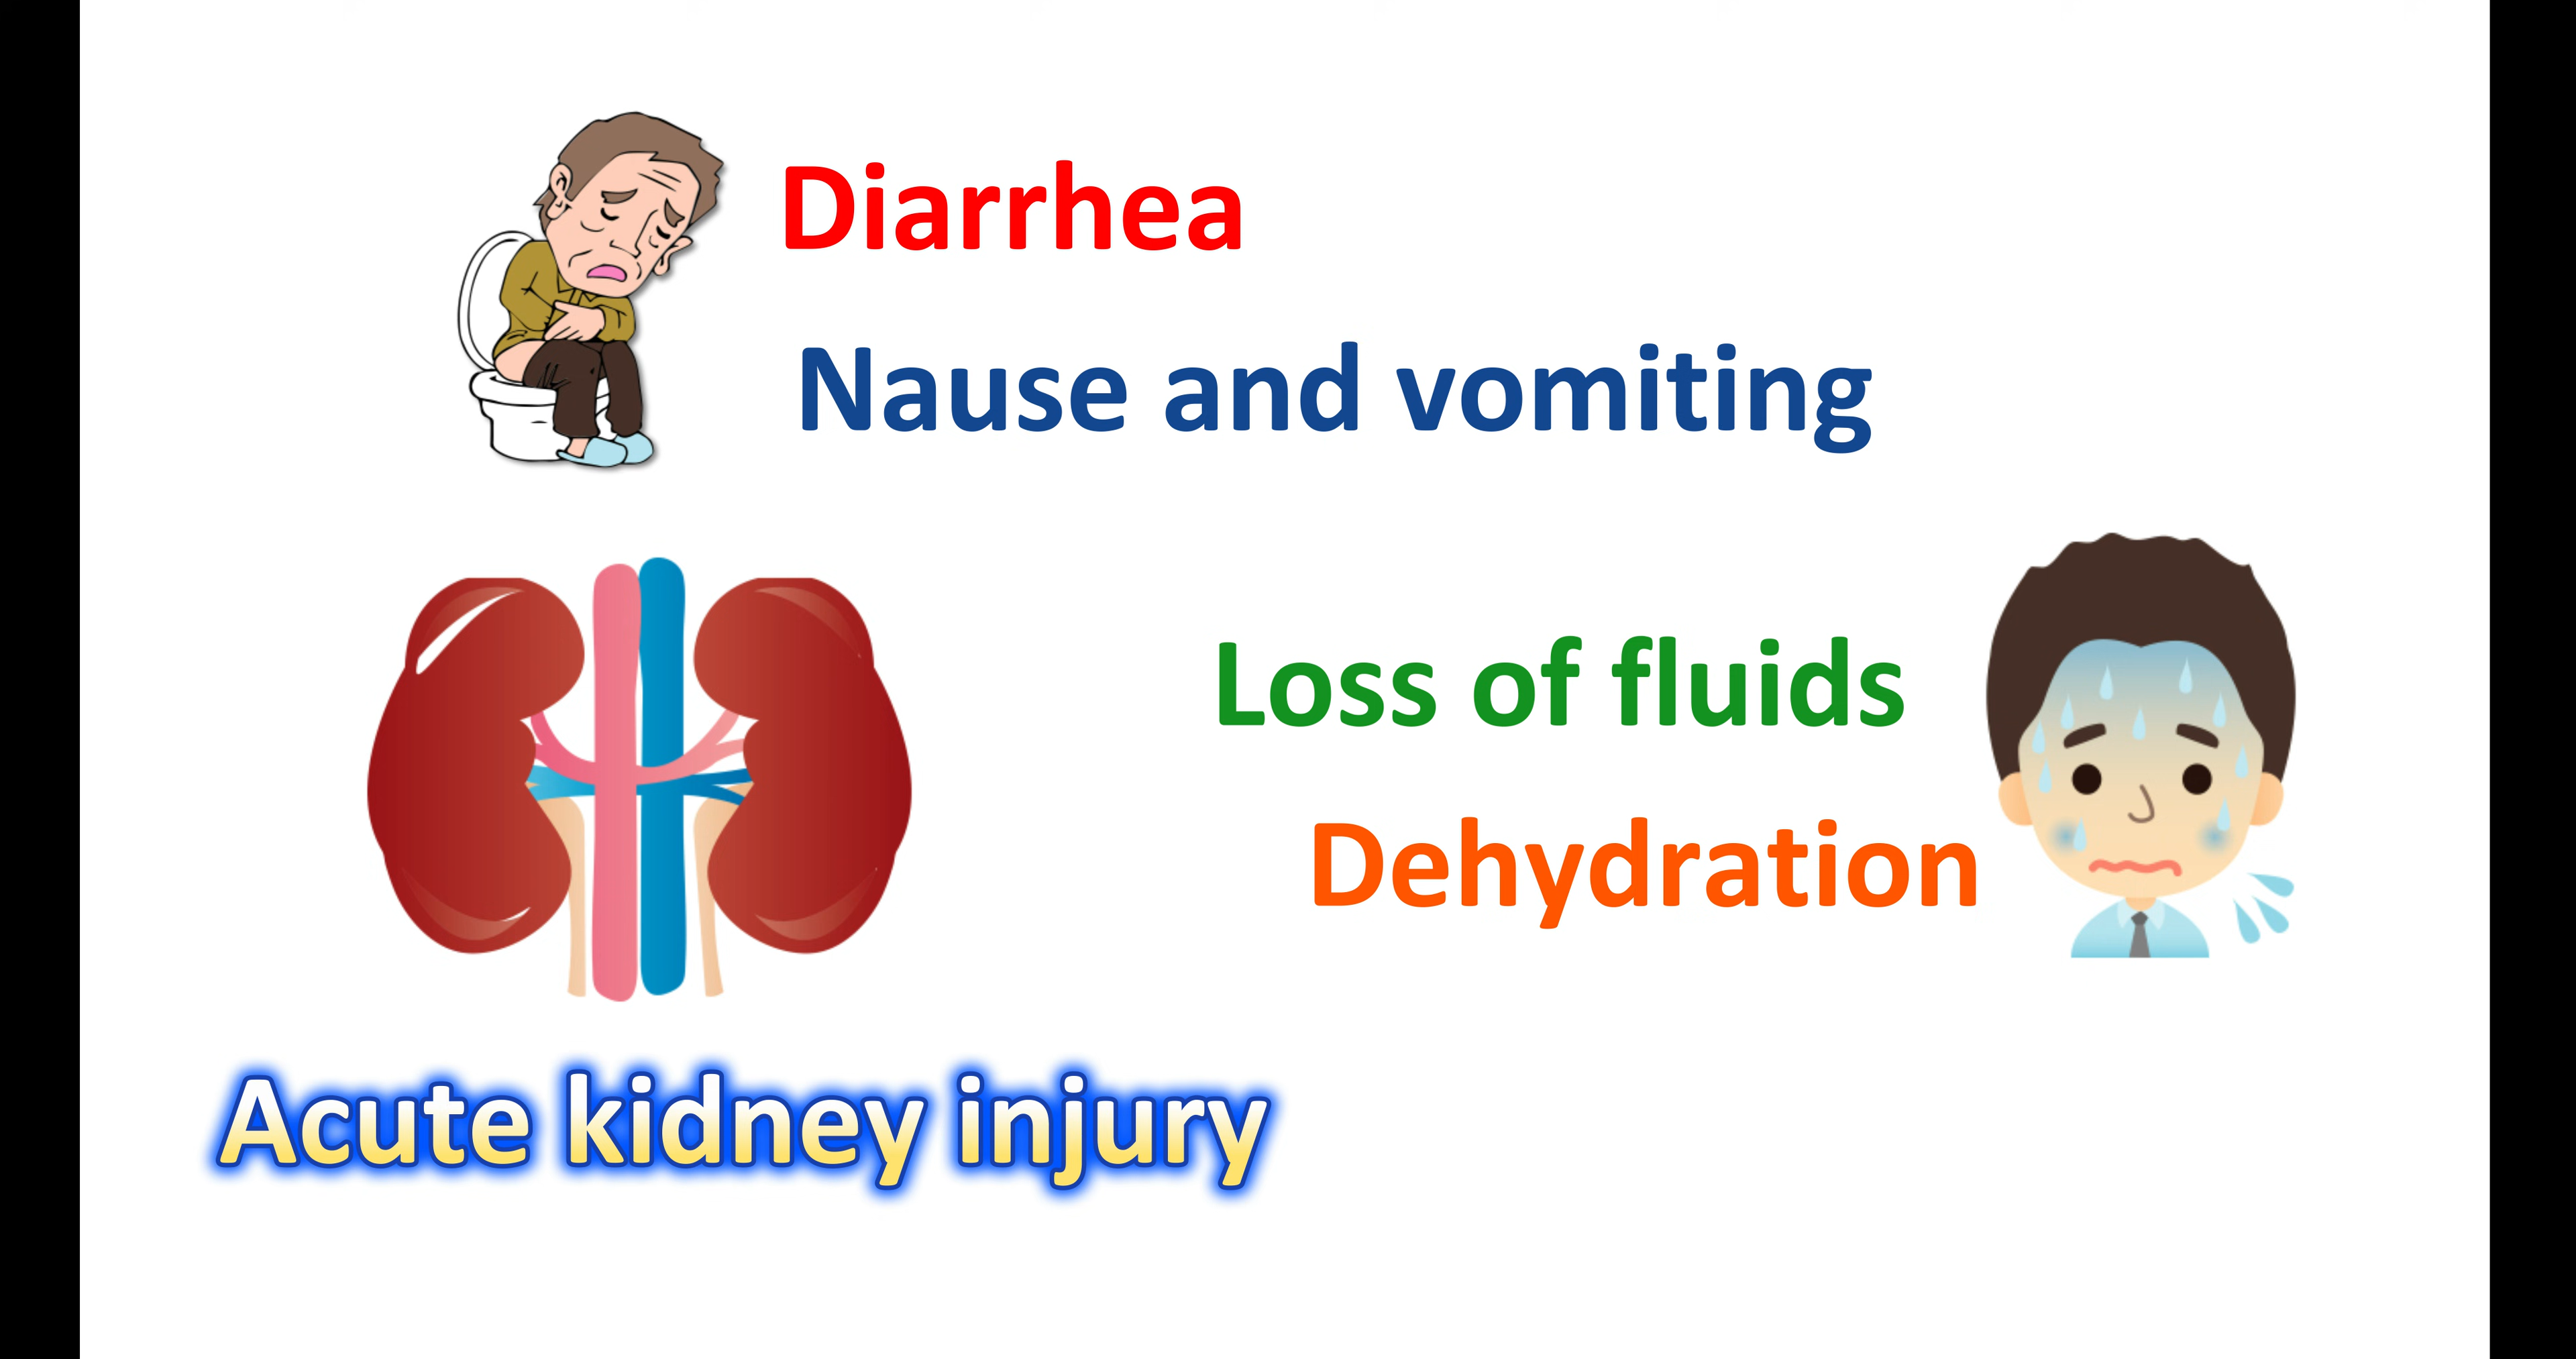 Diarrhea
Nause and vomiting
Loss of fluids
Dehydration
Acute kidney injury